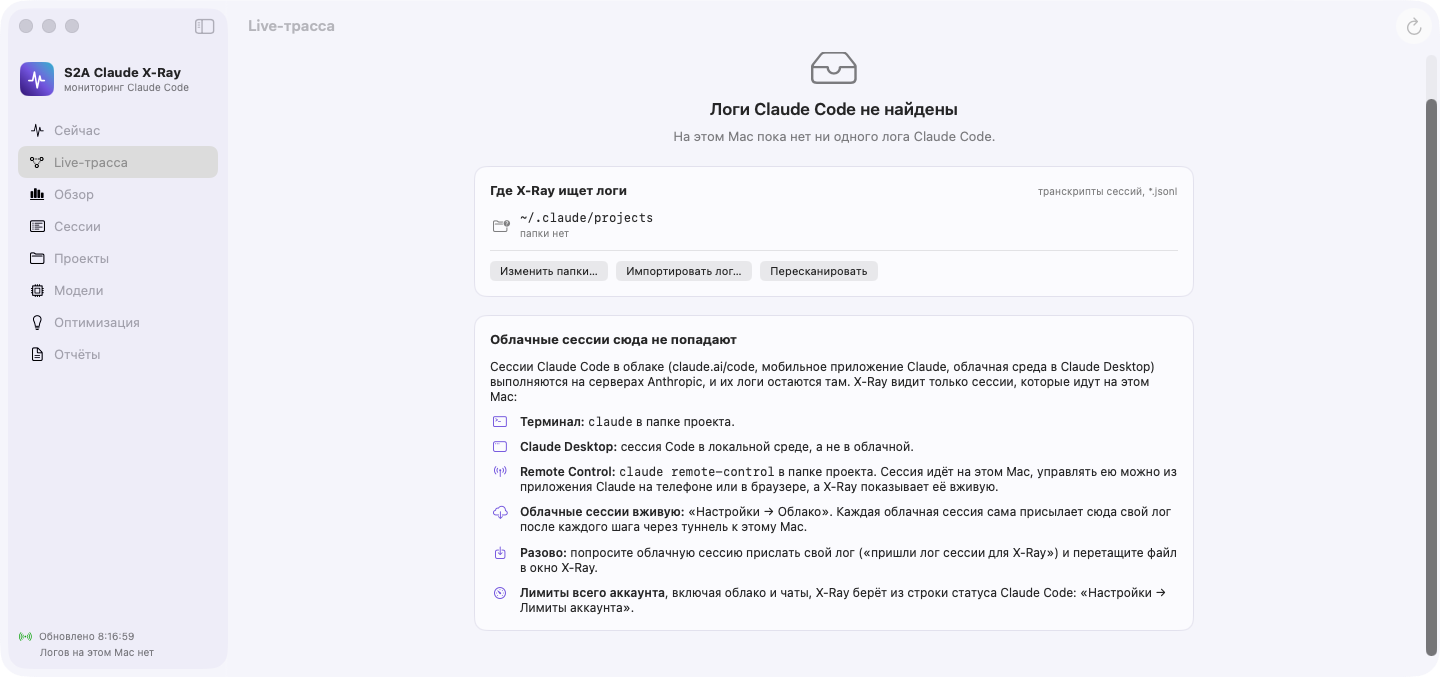 Live-трасса
S2A Claude X-Ray
мониторинг Claude Code
Сейчас
Live-трасса
Обзор
Сессии
Проекты
Модели
Оптимизация
Отчёты
Обновлено 8:16:59
Логов на этом Mac нет
Логи Claude Code не найдены
На этом Mac пока нет ни одного лога Claude Code.
Где X-Ray ищет логи
транскрипты сессий, *.jsonl
~/.claude/projects
папки нет
Изменить папки...
Импортировать лог...
Пересканировать
Облачные сессии сюда не попадают
Сессии Claude Code в облаке (claude.ai/code, мобильное приложение Claude, облачная среда в Claude Desktop)
выполняются на серверах Anthropic, и их логи остаются там. X-Ray видит только сессии, которые идут на этом
Mac:
Терминал: claude в папке проекта.
Claude Desktop: сессия Code в локальной среде, а не в облачной.
Remote Control: claude remote-control в папке проекта. Сессия идёт на этом Mac, управлять ею можно из
приложения Claude на телефоне или в браузере, а X-Ray показывает её вживую.
Облачные сессии вживую: «Настройки → Облако». Каждая облачная сессия сама присылает сюда свой лог
после каждого шага через туннель к этому Mac.
Разово: попросите облачную сессию прислать свой лог («пришли лог сессии для X-Ray») и перетащите файл
в окно X-Ray.
Лимиты всего аккаунта, включая облако и чаты, X-Ray берёт из строки статуса Claude Code: «Настройки →
Лимиты аккаунта».